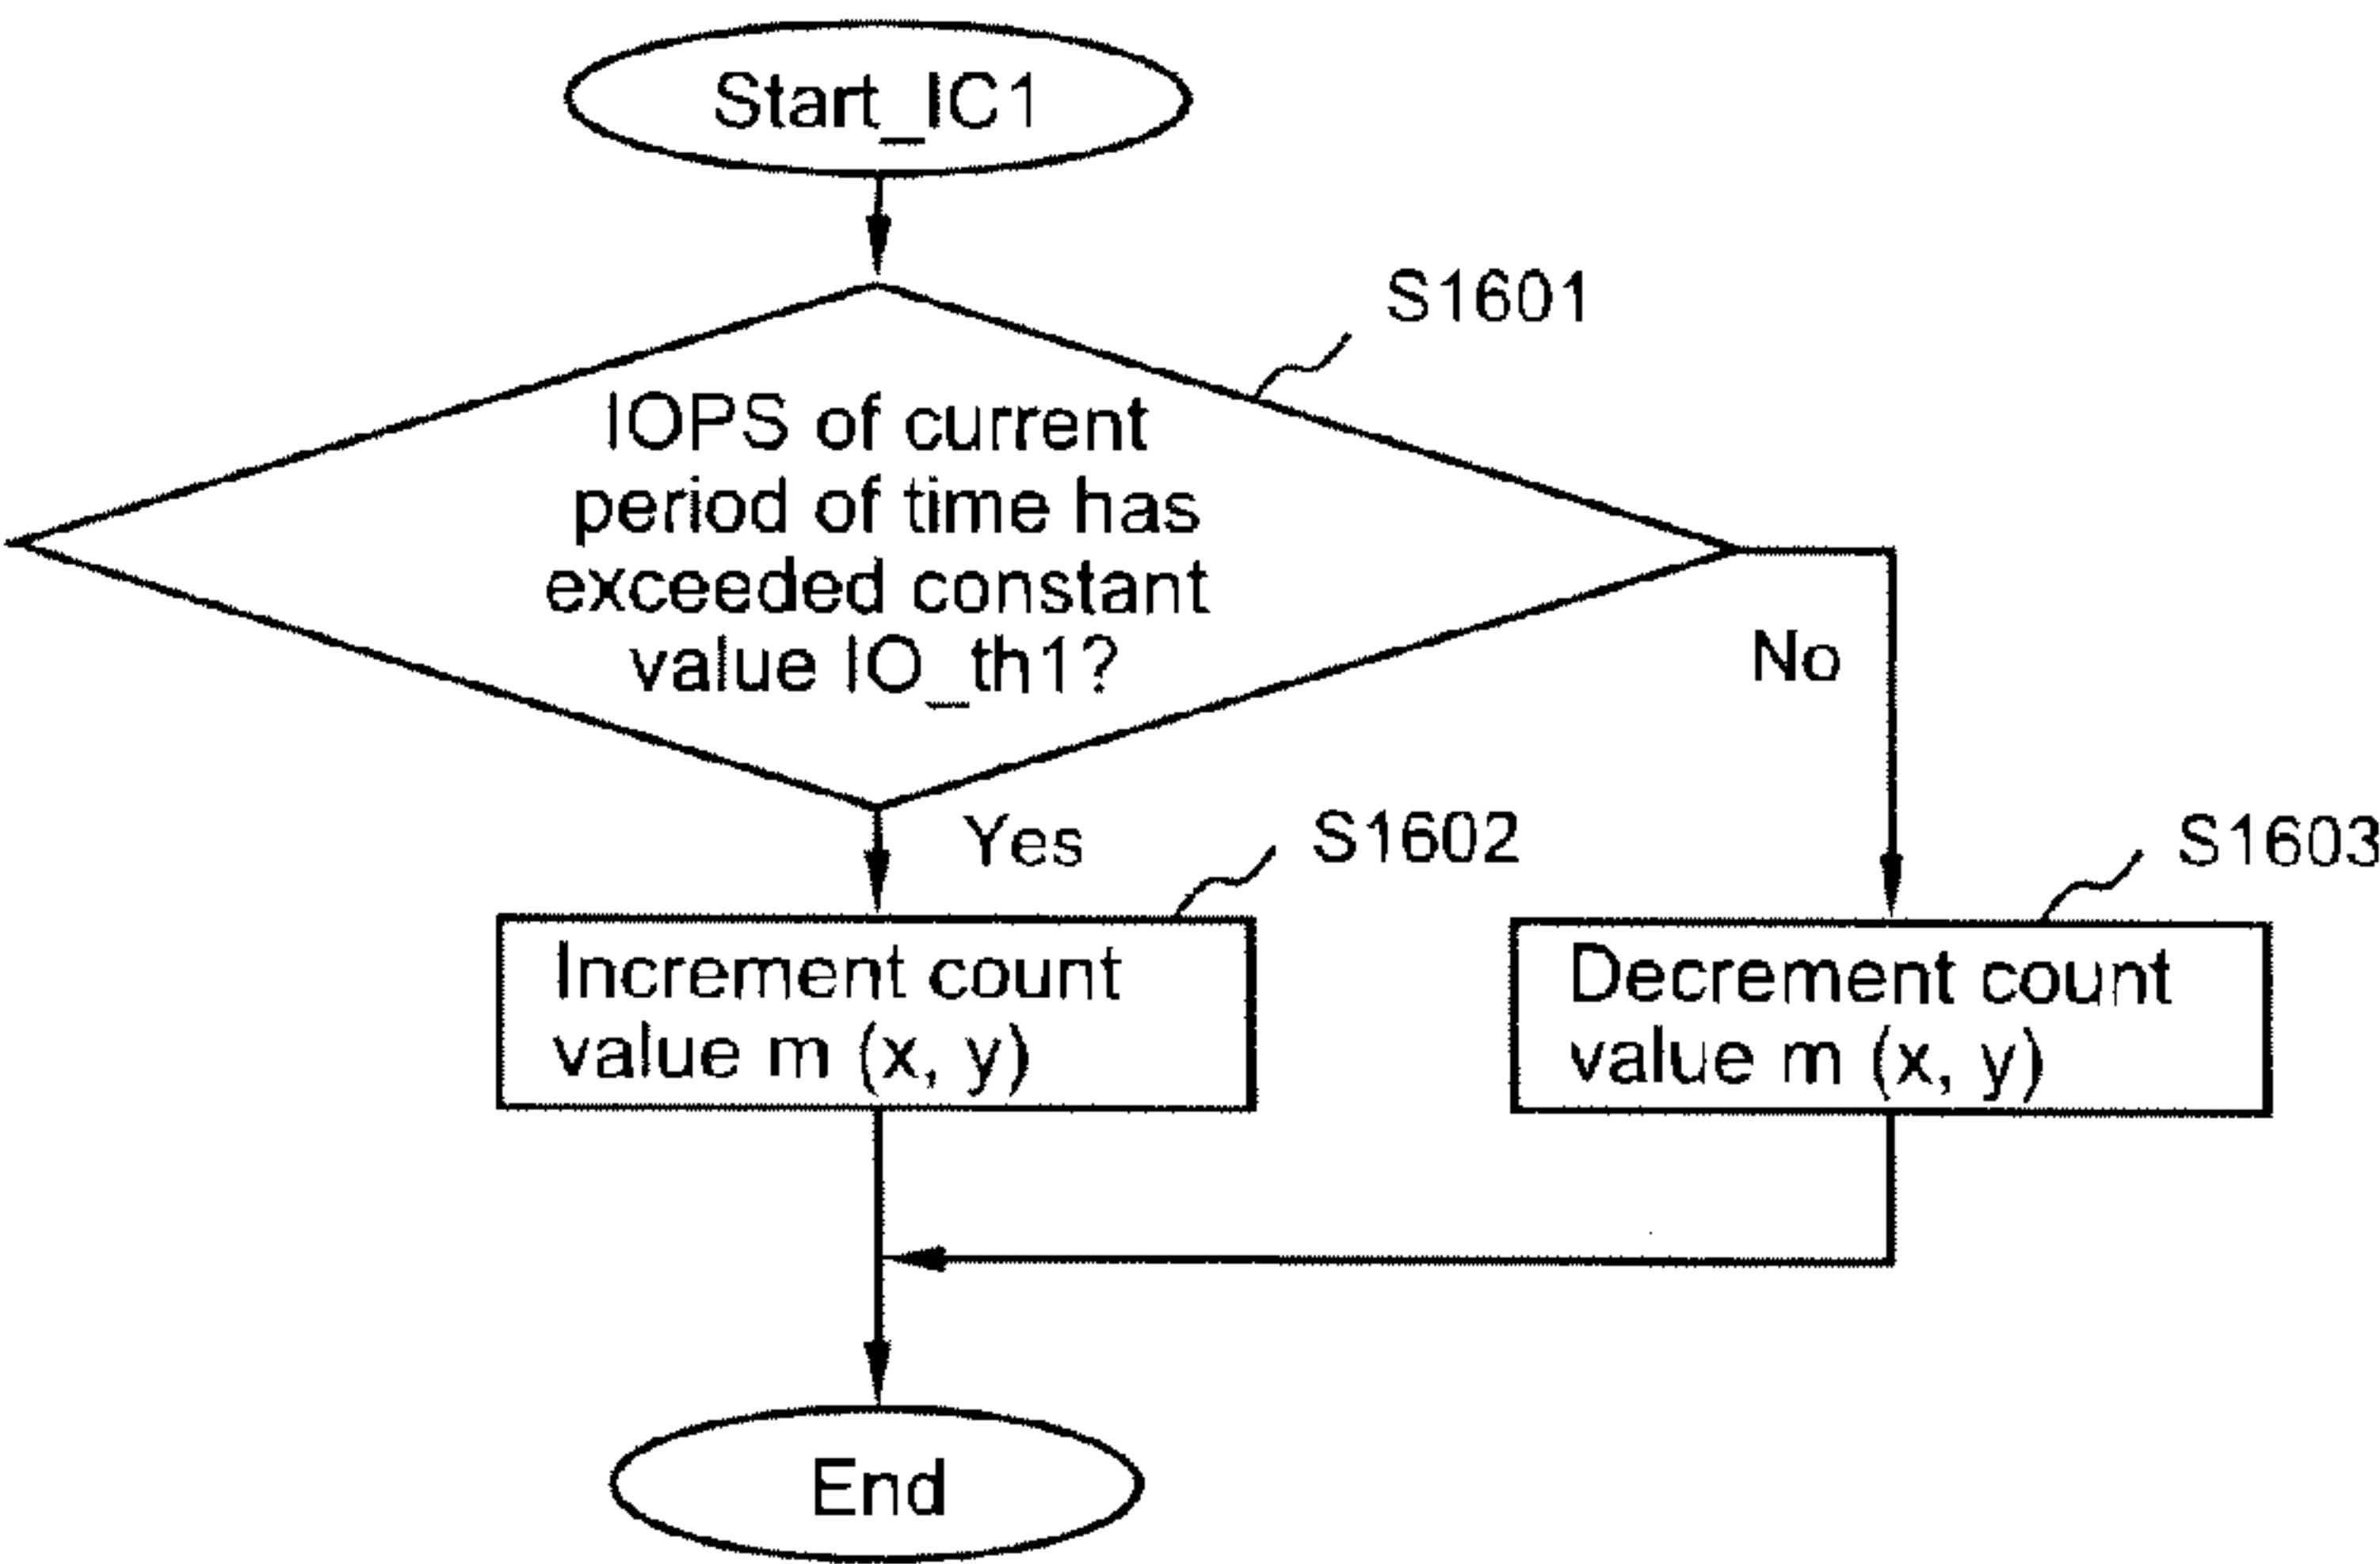 Start_IC1
S1601
IOPS of current
period of time has
exceeded constant
value IO_th1?
No
Yes
S1602
S1603
Increment count
value m (x, y)
Decrement count
value m (x, y)
End